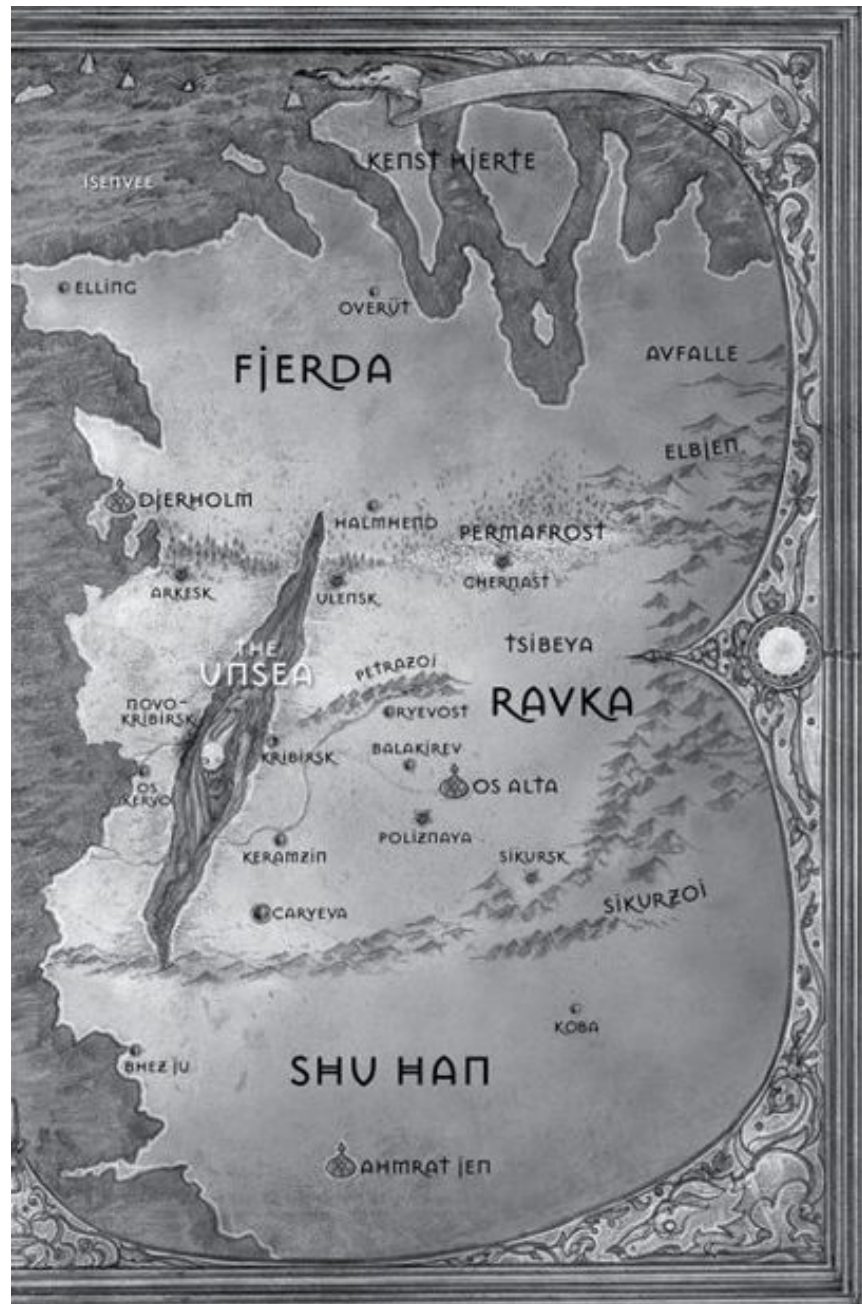 KENST HJERTE
ISENVEE
ELLING
OVERÜT
FJERDA
AVFALLE
ELBJEN
DJERHOLM
HALMHEND
PERMAFROST
CHERNAST
ARKESK
ULENSK
THE
UNSEA
TSIBEYA
PETRAZOI
RAVKA
NOVO-
KRIBIRSK
RYEVOST
KRIBIRSK
BALAKIREV
OS
KERVO
OS ALTA
POLIZNAYA
KERAMZIN
SIKURSK
CARYEVA
SIKURZOI
KOBA
BHEZ JU
SHU HAN
AHMRAT JEN